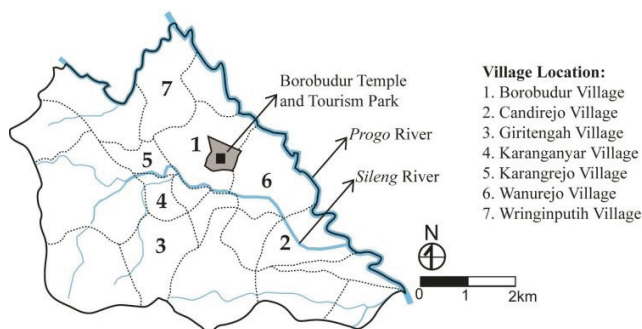 7
Borobudur Temple
and Tourism Park
1
Progo River
5
6
Sileng River
4
3
2
Village Location:
1. Borobudur Village
2. Candirejo Village
3. Giritengah Village
4. Karanganyar Village
5. Karangrejo Village
6. Wanurejo Village
7. Wringinputih Village
N
0 1 2km